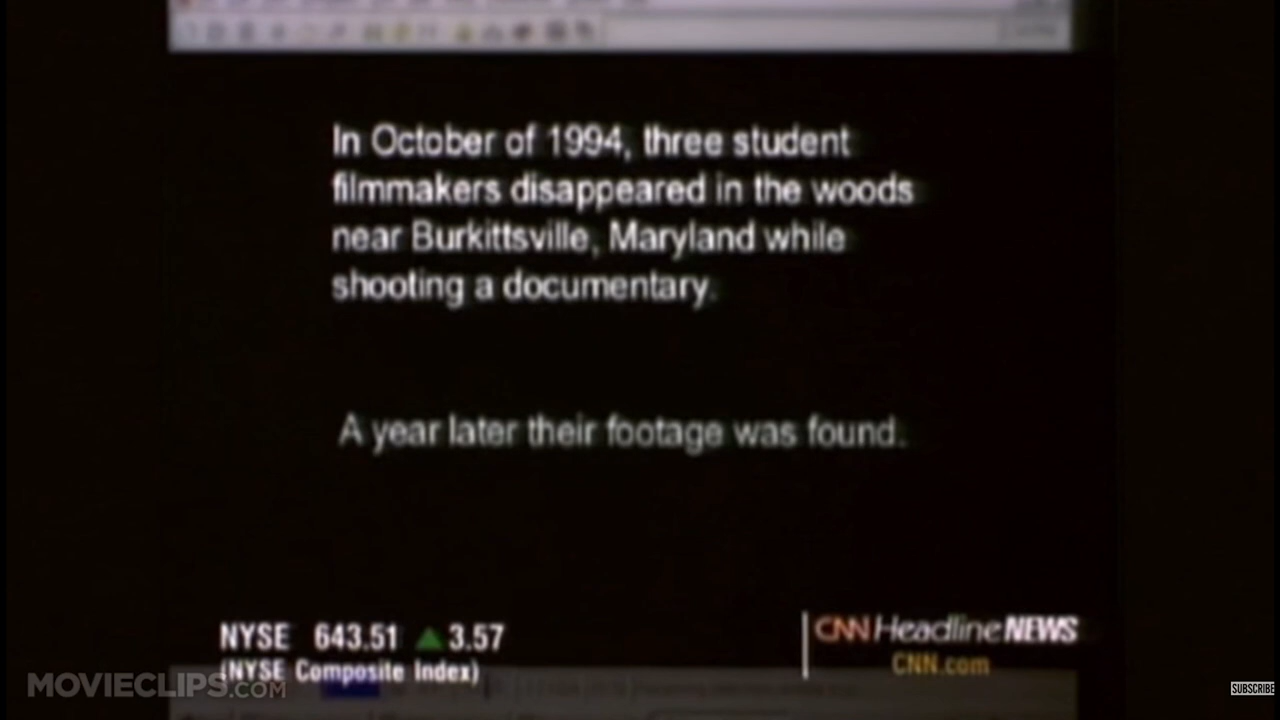 In October of 1994, three student
filmmakers disappeared in the woods
near Burkittsville, Maryland while
shooting a documentary.
A year later their footage was found.
NYSE 643.51 ▲ 3.57
(NYSE Composite Index)
CNN Headline NEWS
CNN.com
MOVIECLIPS.COM
SUBSCRIBE